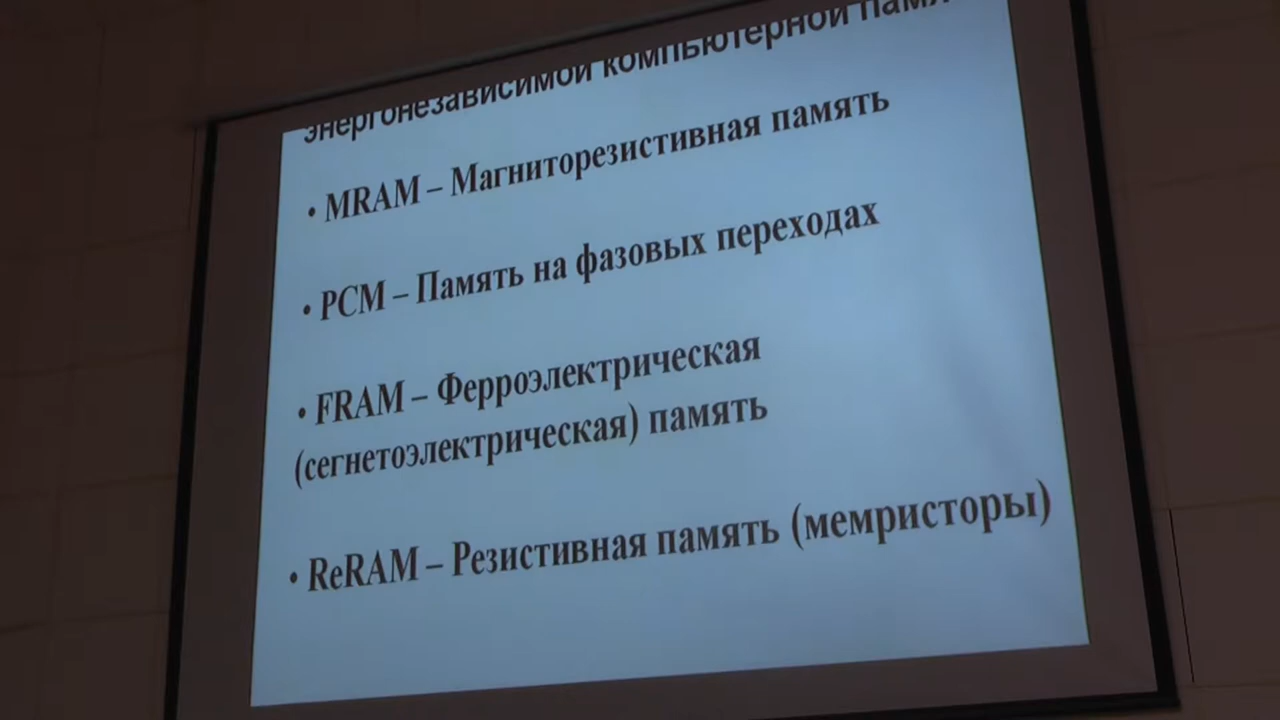 энергонезависимой компьютерной
• MRAM – Магниторезистивная память
• PCM – Память на фазовых переходах
• FRAM – Ферроэлектрическая
(сегнетоэлектрическая) память
• ReRAM – Резистивная память (мемристоры)